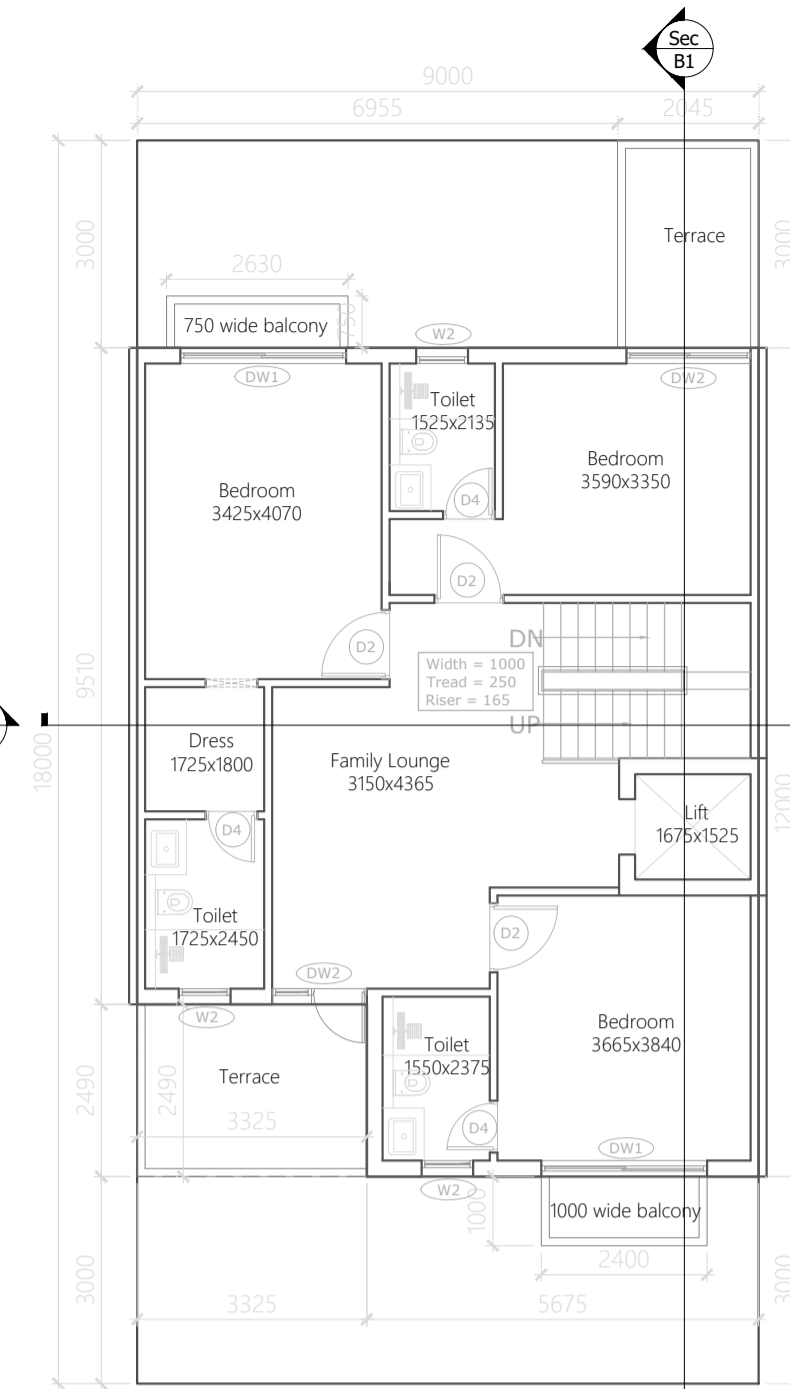 Sec
B1
9000
6955
2045
3000
Terrace
3000
2630
750 wide balcony
750
W2
DW1
DW2
Toilet
1525x2135
Bedroom
3590x3350
Bedroom
3425x4070
D4
D2
D2
DN
Width = 1000
Tread = 250
Riser = 165
UP
9510
18000
Dress
1725x1800
Family Lounge
3150x4365
12000
Lift
1675x1525
D4
Toilet
1725x2450
D2
DW2
W2
Bedroom
3665x3840
Toilet
1550x2375
Terrace
2490
2490
3325
D4
DW1
W2
1000
1000 wide balcony
2400
3000
3325
5675
3000